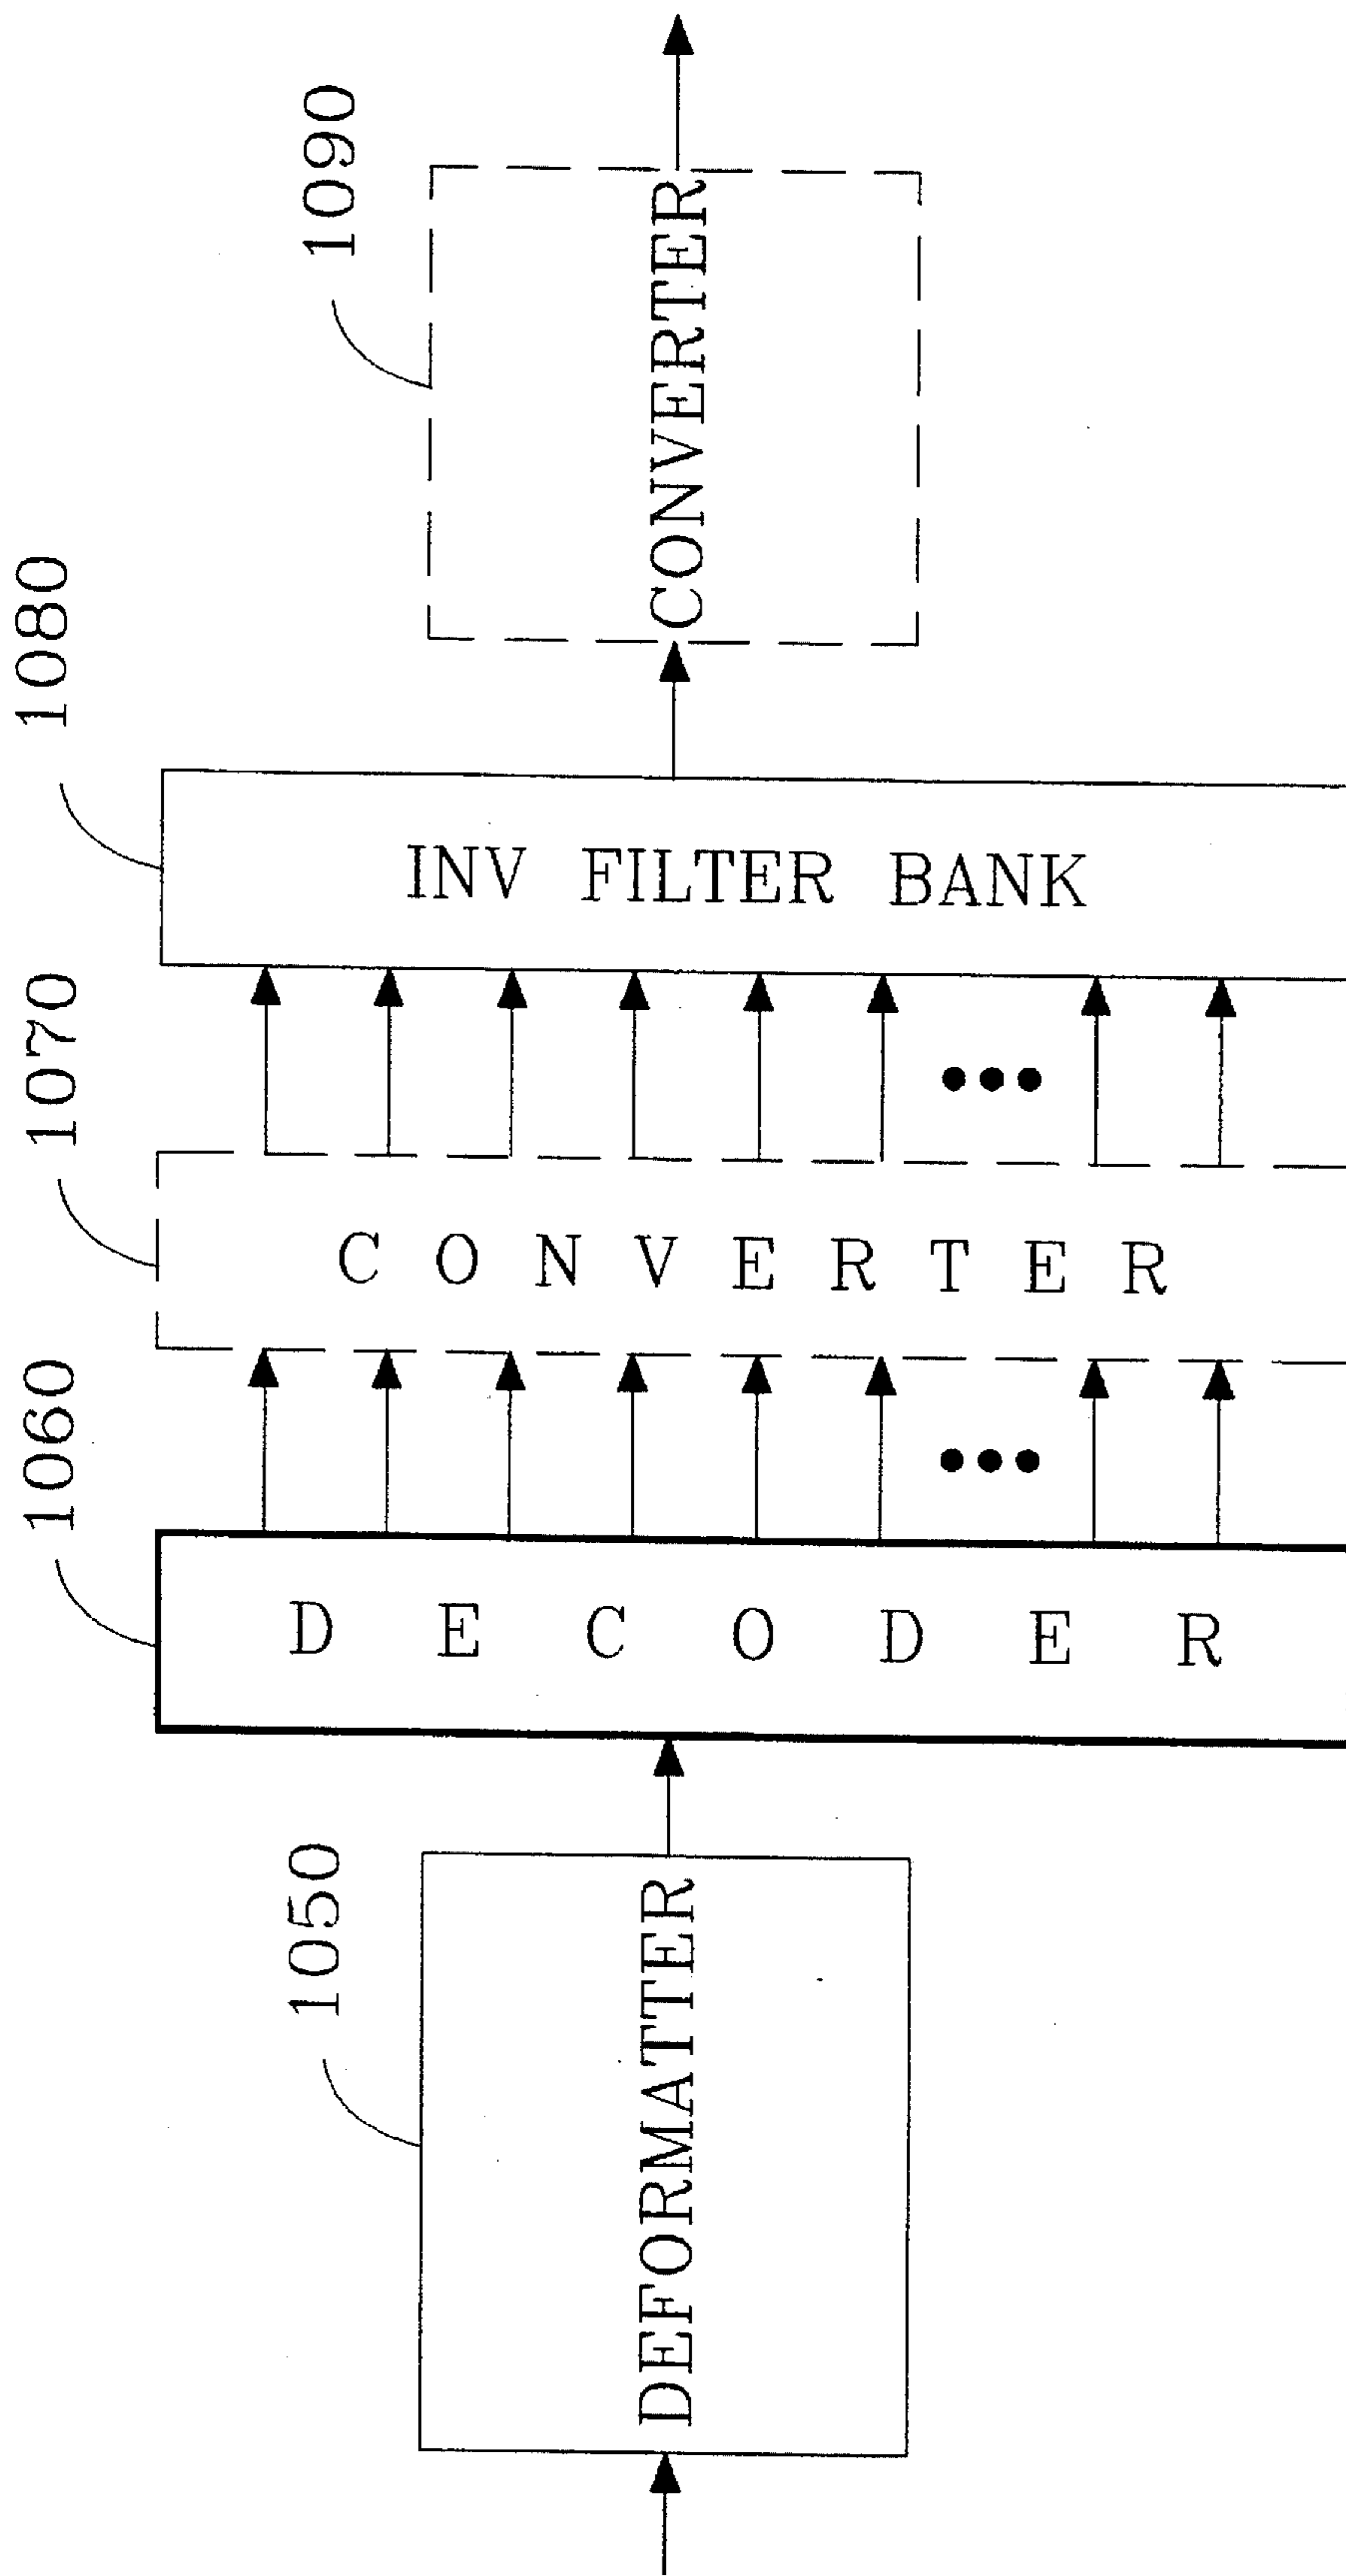 1050
DEFORMATTER
1060
DECODER
1070
CONVERTER
1080
INV FILTER BANK
1090
CONVERTER